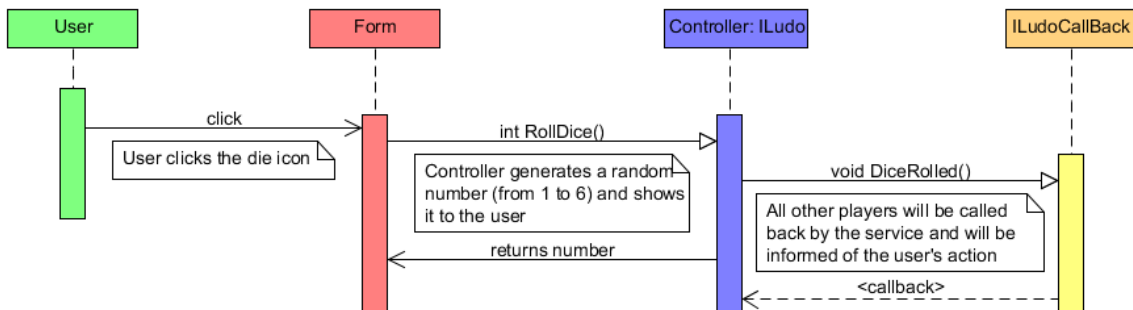 User
Form
Controller: ILudo
ILudoCallBack
click
User clicks the die icon
int RollDice()
Controller generates a random
number (from 1 to 6) and shows
it to the user
void DiceRolled()
All other players will be called
back by the service and will be
informed of the user's action
returns number
<callback>